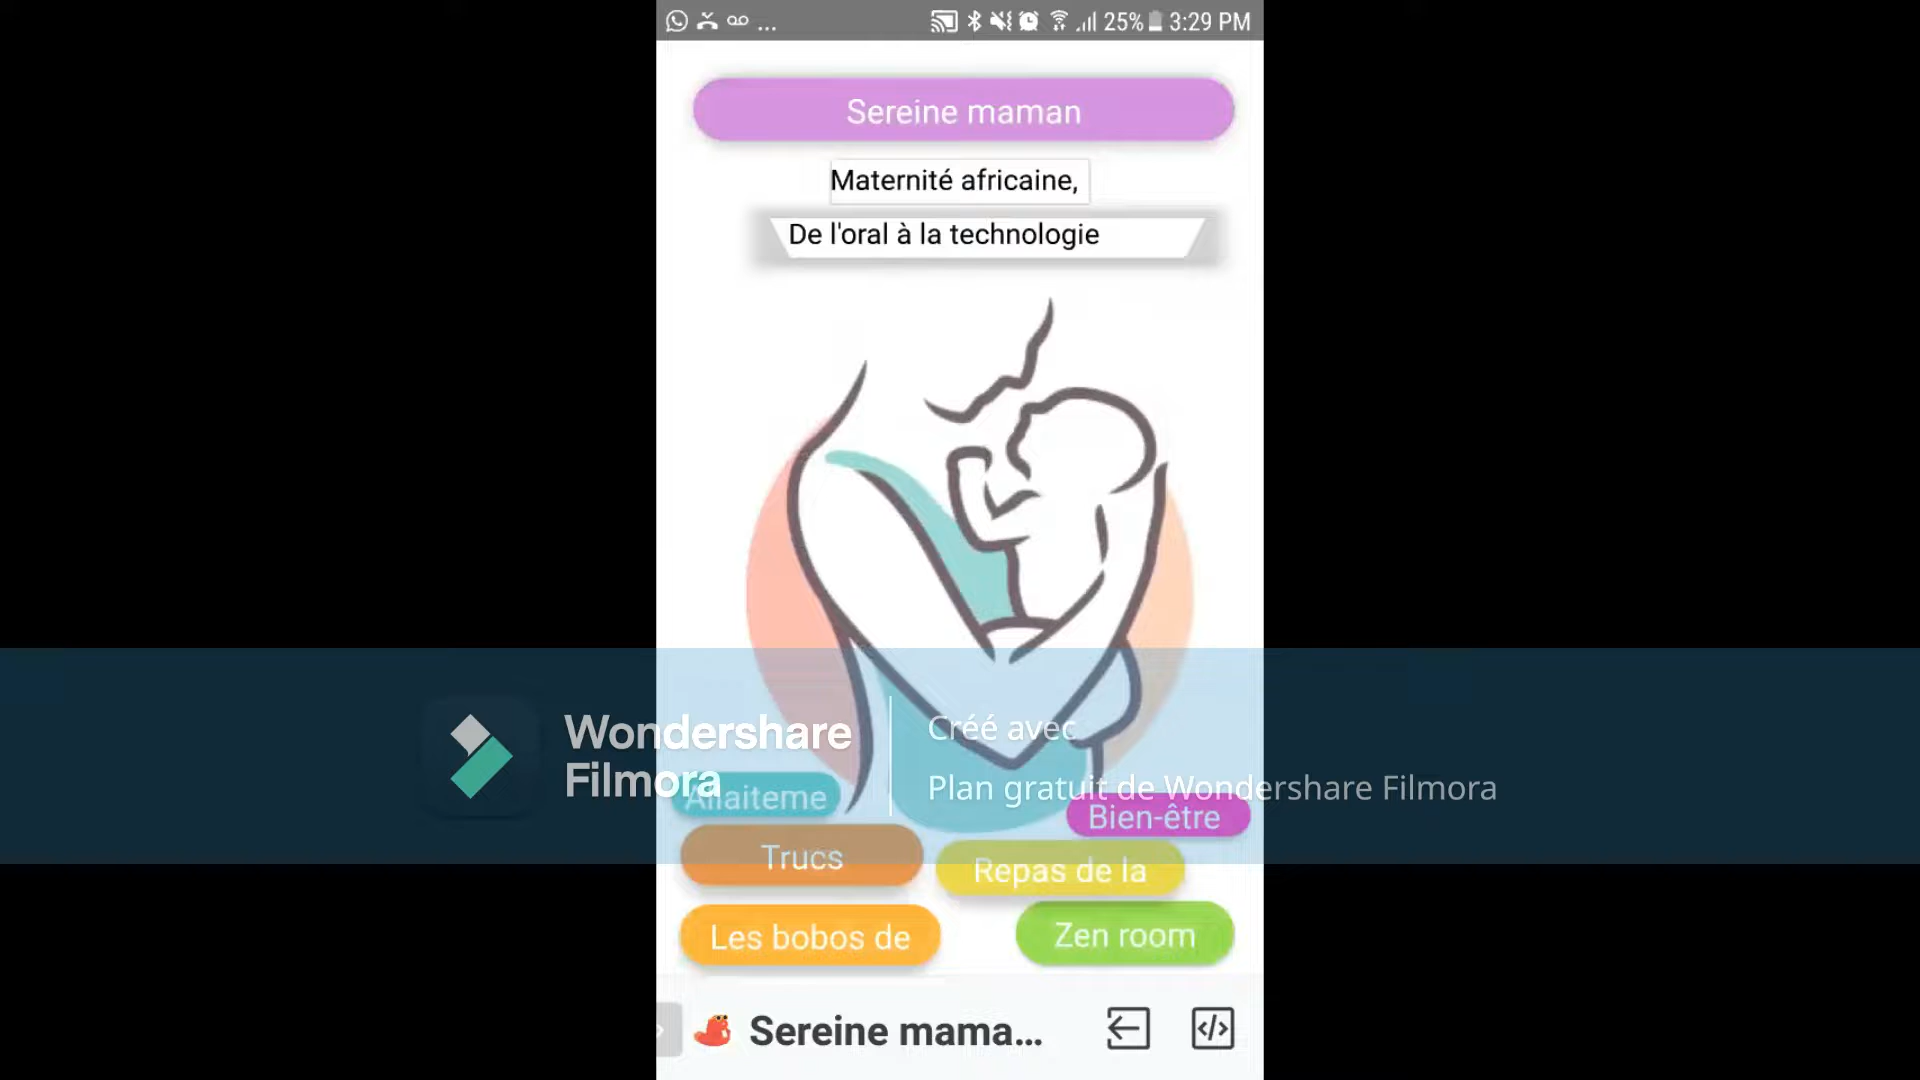 ... 25% 3:29 PM
Sereine maman
Maternité africaine,
De l'oral à la technologie
Wondershare
Filmora
Créé avec
Plan gratuit de Wondershare Filmora
Allaiteme
Bien-être
Trucs
Repas de la
Les bobos de
Zen room
Sereine mama...